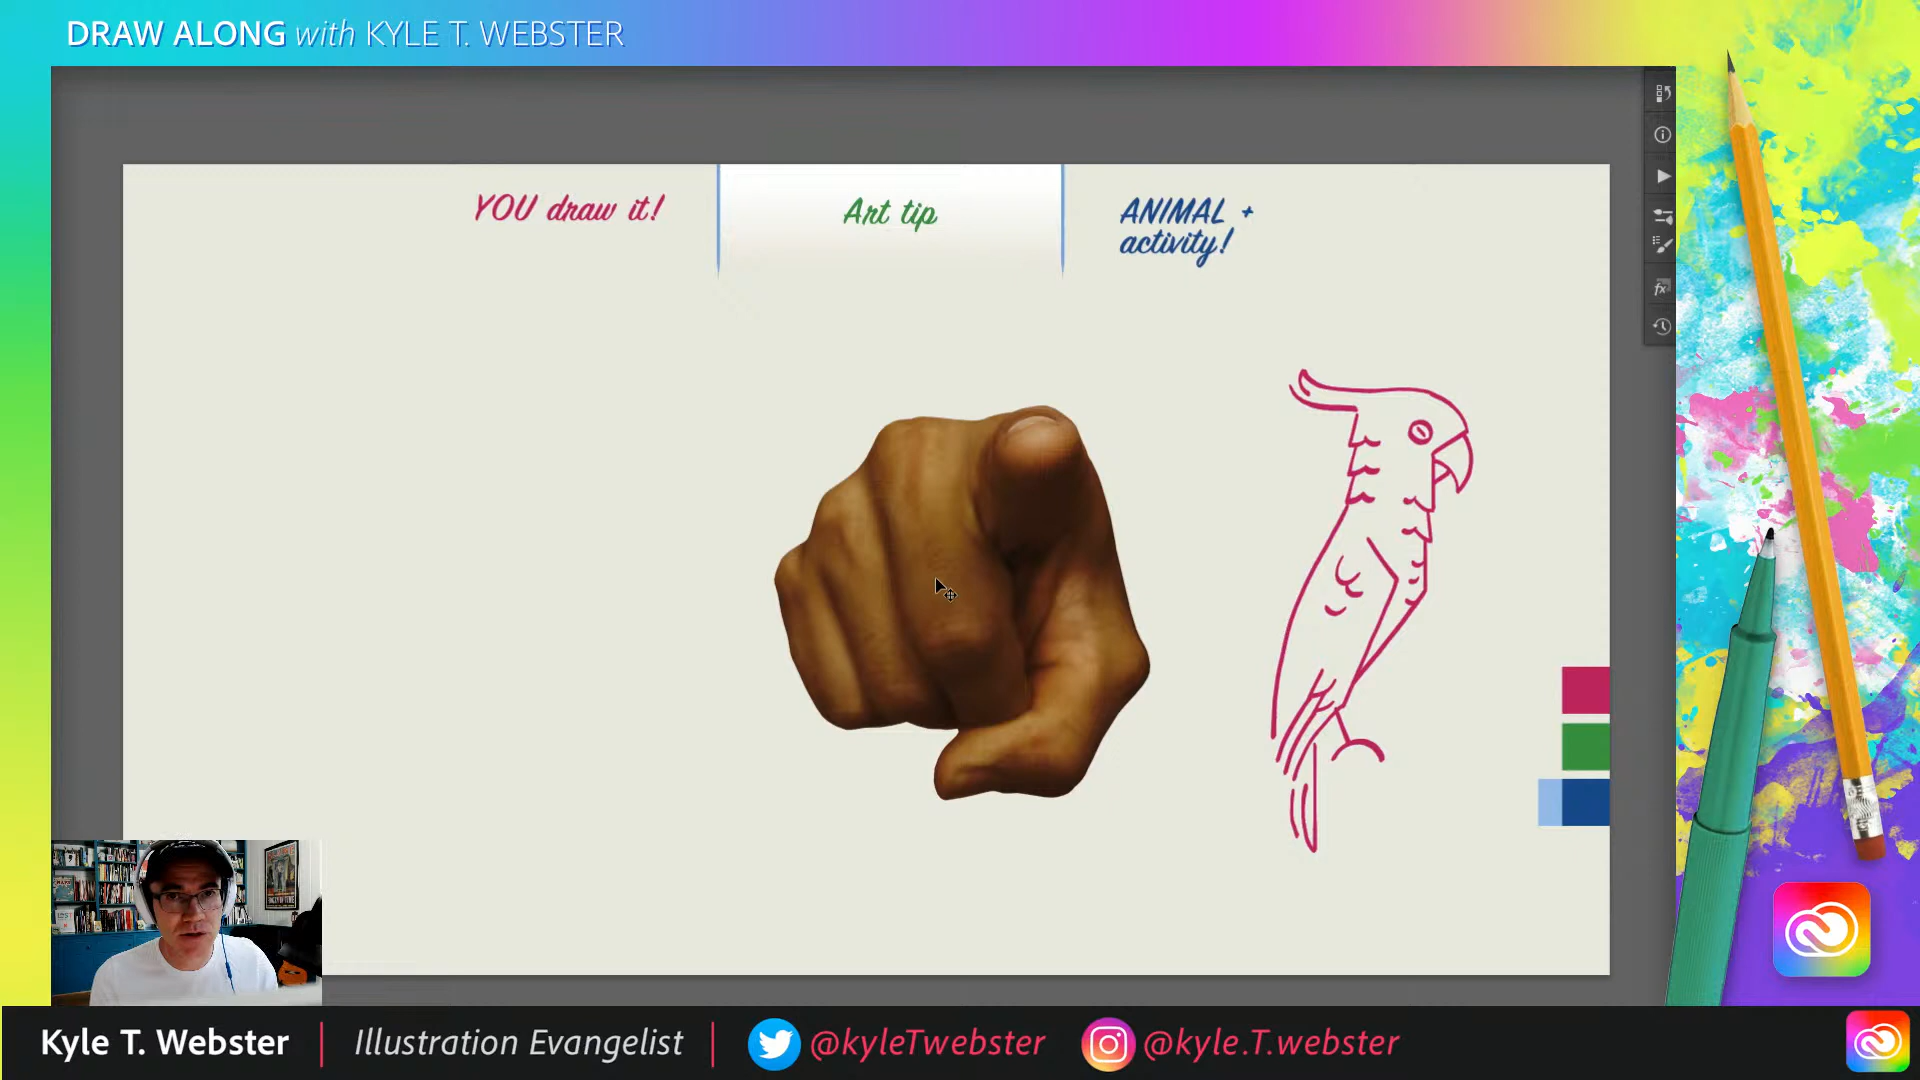 DRAW ALONG with KYLE T. WEBSTER
YOU draw it!
Art tip
ANIMAL +
activity!
fx
Kyle T. Webster | Illustration Evangelist | @kyleTwebster @kyle.T.webster